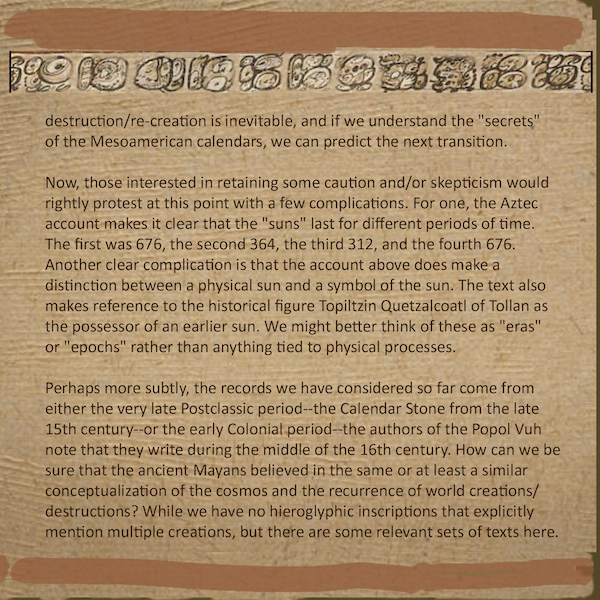 destruction/re-creation is inevitable, and if we understand the "secrets"
of the Mesoamerican calendars, we can predict the next transition.
Now, those interested in retaining some caution and/or skepticism would
rightly protest at this point with a few complications. For one, the Aztec
account makes it clear that the "suns" last for different periods of time.
The first was 676, the second 364, the third 312, and the fourth 676.
Another clear complication is that the account above does make a
distinction between a physical sun and a symbol of the sun. The text also
makes reference to the historical figure Topiltzin Quetzalcoatl of Tollan as
the possessor of an earlier sun. We might better think of these as "eras"
or "epochs" rather than anything tied to physical processes.
Perhaps more subtly, the records we have considered so far come from
either the very late Postclassic period--the Calendar Stone from the late
15th century--or the early Colonial period--the authors of the Popol Vuh
note that they write during the middle of the 16th century. How can we be
sure that the ancient Mayans believed in the same or at least a similar
conceptualization of the cosmos and the recurrence of world creations/
destructions? While we have no hieroglyphic inscriptions that explicitly
mention multiple creations, but there are some relevant sets of texts here.